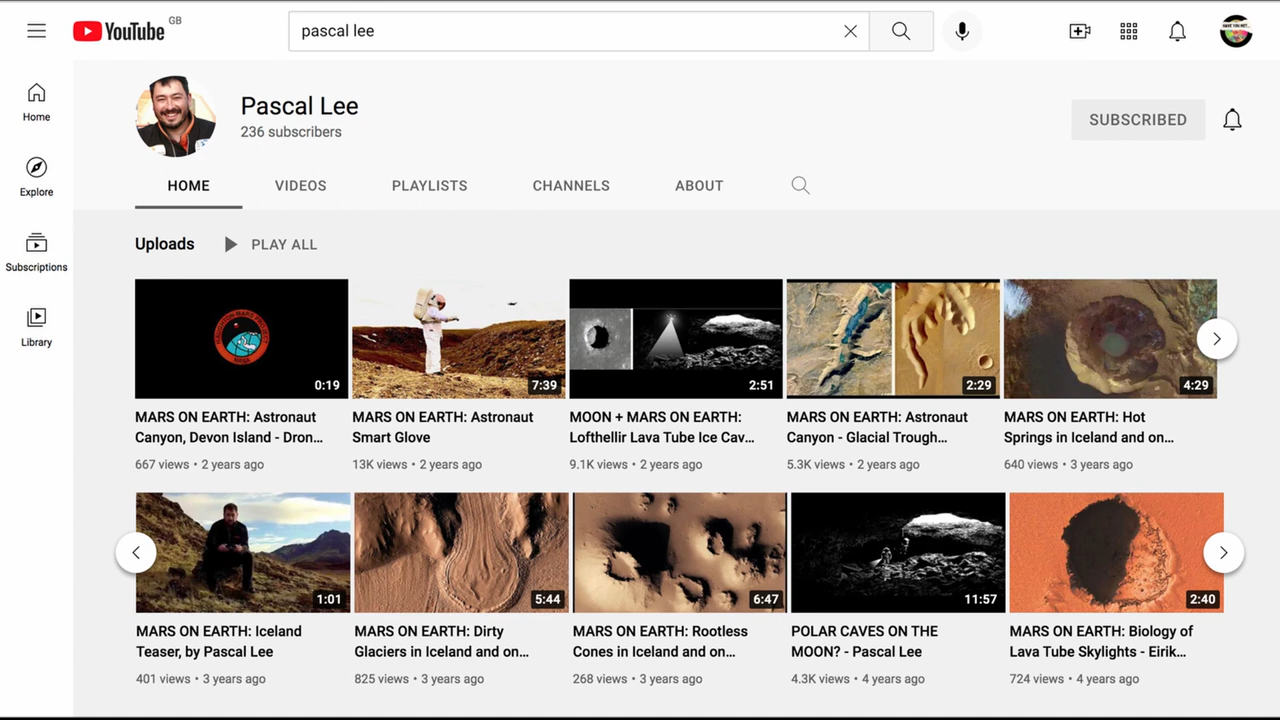 YouTube GB
pascal lee
Home
Explore
Subscriptions
Library
Pascal Lee
236 subscribers
SUBSCRIBED
HOME VIDEOS PLAYLISTS CHANNELS ABOUT
Uploads PLAY ALL
0:19 7:39 2:51 2:29 4:29
MARS ON EARTH: Astronaut
Canyon, Devon Island - Dron...
667 views • 2 years ago
MARS ON EARTH: Astronaut
Smart Glove
13K views • 2 years ago
MOON + MARS ON EARTH:
Lofthellir Lava Tube Ice Cav...
9.1K views • 2 years ago
MARS ON EARTH: Astronaut
Canyon - Glacial Trough...
5.3K views • 2 years ago
MARS ON EARTH: Hot
Springs in Iceland and on...
640 views • 3 years ago
1:01 5:44 6:47 11:57 2:40
MARS ON EARTH: Iceland
Teaser, by Pascal Lee
401 views • 3 years ago
MARS ON EARTH: Dirty
Glaciers in Iceland and on...
825 views • 3 years ago
MARS ON EARTH: Rootless
Cones in Iceland and on...
268 views • 3 years ago
POLAR CAVES ON THE
MOON? - Pascal Lee
4.3K views • 4 years ago
MARS ON EARTH: Biology of
Lava Tube Skylights - Eirik...
724 views • 4 years ago